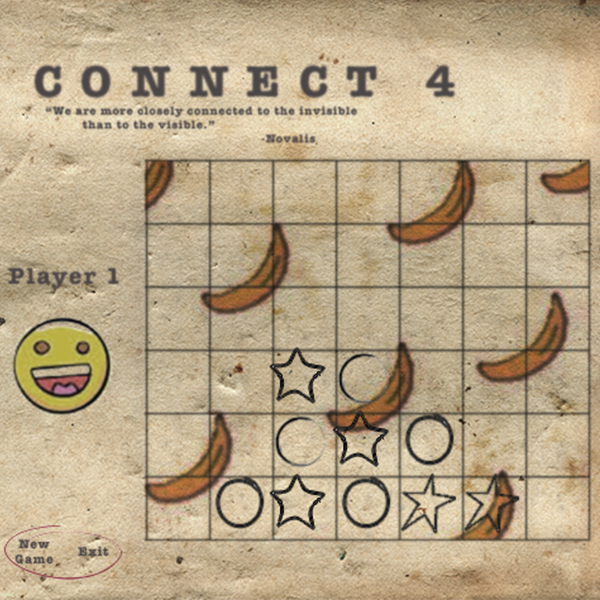 CONNECT 4
“We are more closely connected to the invisible
than to the visible.”
-Novalis
Player 1
New
Game
Exit